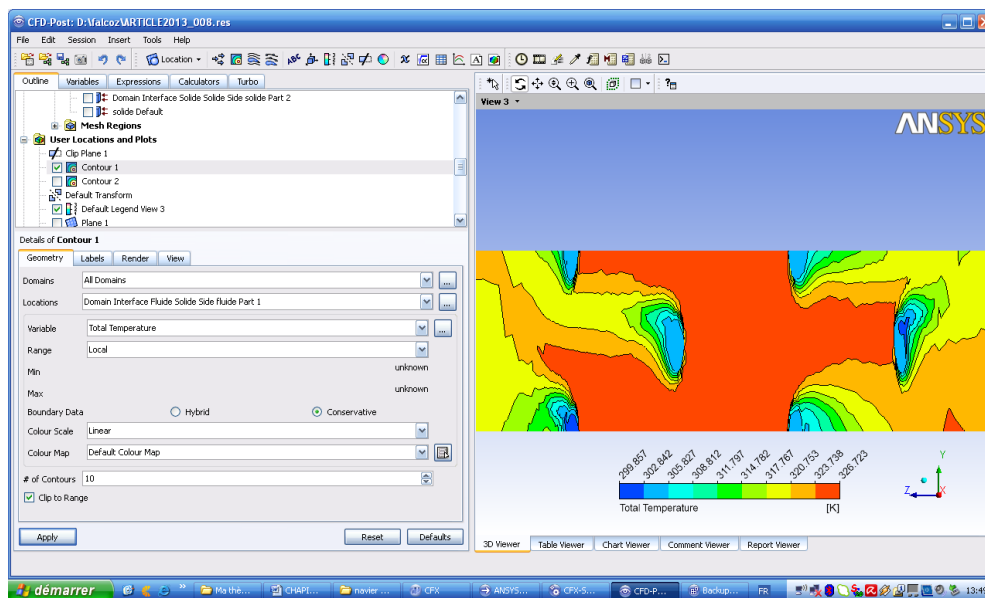 CFD-Post: D:\falcoz\ARTICLE2013_008.res
File Edit Session Insert Tools Help
Location
Outline Variables Expressions Calculators Turbo
Domain Interface Solide Solide Side solide Part 2
solide Default
Mesh Regions
User Locations and Plots
Clip Plane 1
Contour 1
Contour 2
Default Transform
Default Legend View 3
Plane 1
Details of Contour 1
Geometry Labels Render View
Domains All Domains ...
Locations Domain Interface Fluide Solide Side fluide Part 1 ...
Variable Total Temperature ...
Range Local
Min unknown
Max unknown
Boundary Data Hybrid Conservative
Colour Scale Linear
Colour Map Default Colour Map
# of Contours 10
Clip to Range
Apply Reset Defaults
View 3
ANSYS
299.857 302.842 305.827 308.812 311.797 314.782 317.767 320.753 323.738 326.723
Total Temperature [K]
Y
Z X
3D Viewer Table Viewer Chart Viewer Comment Viewer Report Viewer
démarrer Ma thè... CHAPI... navier ... CFX ANSYS... CFX-S... CFD-P... Backup... FR 13:49